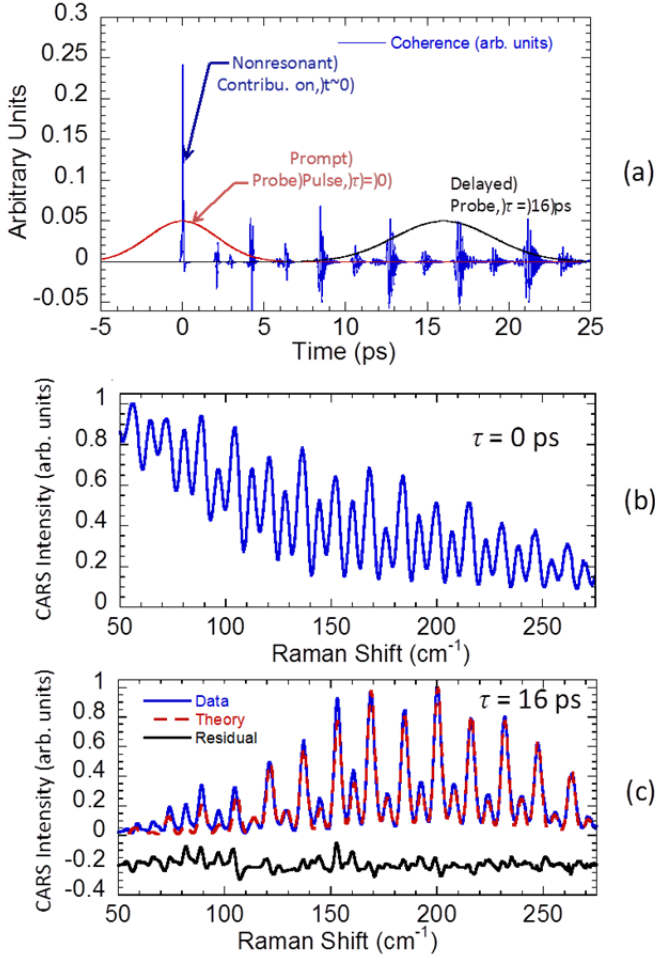 0.3
0.25
0.20
0.15
0.10
0.05
0
-0.05
Arbitrary Units
Coherence (arb. units)
Nonresonant)
Contribu. on,)t~0)
Prompt)
Probe)Pulse,)τ)=)0)
Delayed)
Probe,)τ =)16)ps
(a)
-5 0 5 10 15 20 25
Time (ps)
1
0.8
0.6
0.4
0.2
0
CARS Intensity (arb. units)
τ = 0 ps
(b)
50 100 150 200 250
Raman Shift (cm⁻¹)
1
0.8
0.6
0.4
0.2
0
-0.2
-0.4
CARS Intensity (arb. units)
Data
Theory
Residual
τ = 16 ps
(c)
50 100 150 200 250
Raman Shift (cm⁻¹)